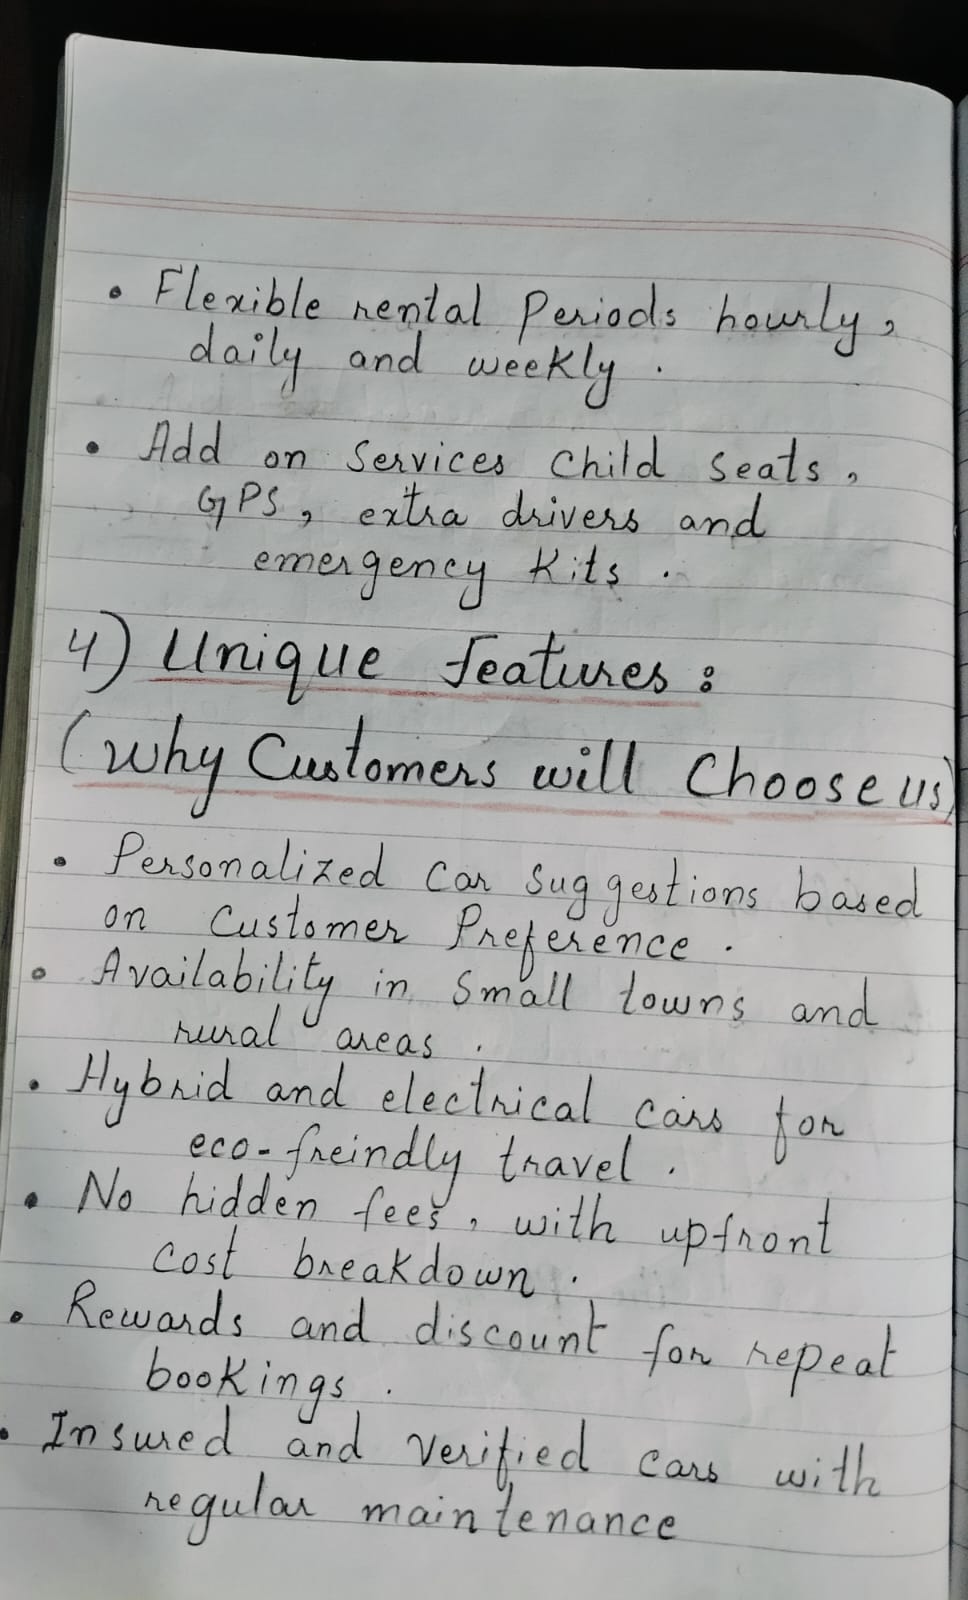 • Flexible rental Periods hourly,
daily and weekly.
• Add on Services Child Seats,
GPS, extra drivers and
emergency Kits.
4) Unique features:
(Why Customers will Choose us)
• Personalized Car Suggestions based
on Customer Preference.
• Availability in Small towns and
rural areas.
• Hybrid and electrical cars for
eco-freindly travel.
• No hidden fees, with upfront
cost breakdown.
• Rewards and discount for repeat
bookings.
• Insured and Verified cars with
regular maintenance